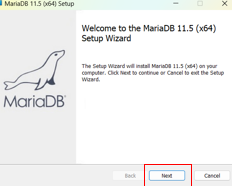 MariaDB 11.5 (x64) Setup
Welcome to the MariaDB 11.5 (x64)
Setup Wizard
The Setup Wizard will install MariaDB 11.5 (x64) on your
computer. Click Next to continue or Cancel to exit the Setup
Wizard.
MariaDB
Back Next Cancel